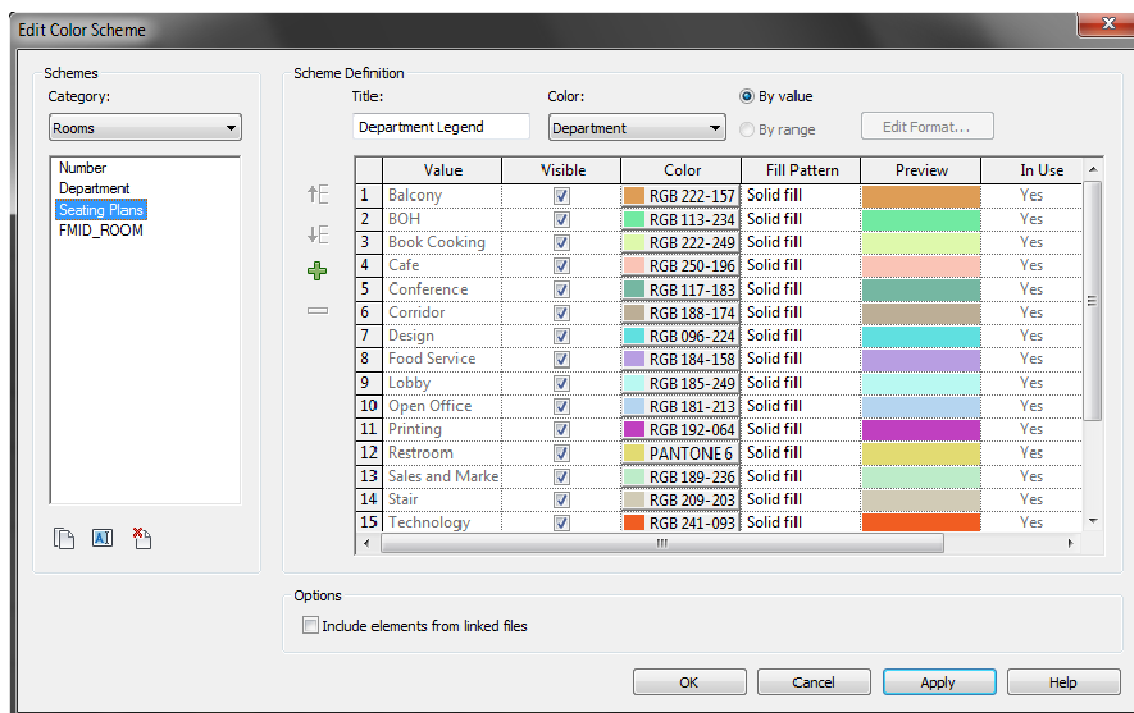 Edit Color Scheme
Schemes
Category:
Rooms
Number
Department
Seating Plans
FMID_ROOM
Scheme Definition
Title: Color:
Department Legend Department
By value
By range
Edit Format...
Value Visible Color Fill Pattern Preview In Use
1 Balcony RGB 222-157 Solid fill Yes
2 BOH RGB 113-234 Solid fill Yes
3 Book Cooking RGB 222-249 Solid fill Yes
4 Cafe RGB 250-196 Solid fill Yes
5 Conference RGB 117-183 Solid fill Yes
6 Corridor RGB 188-174 Solid fill Yes
7 Design RGB 096-224 Solid fill Yes
8 Food Service RGB 184-158 Solid fill Yes
9 Lobby RGB 185-249 Solid fill Yes
10 Open Office RGB 181-213 Solid fill Yes
11 Printing RGB 192-064 Solid fill Yes
12 Restroom PANTONE 6 Solid fill Yes
13 Sales and Marke RGB 189-236 Solid fill Yes
14 Stair RGB 209-203 Solid fill Yes
15 Technology RGB 241-093 Solid fill Yes
Options
Include elements from linked files
OK Cancel Apply Help